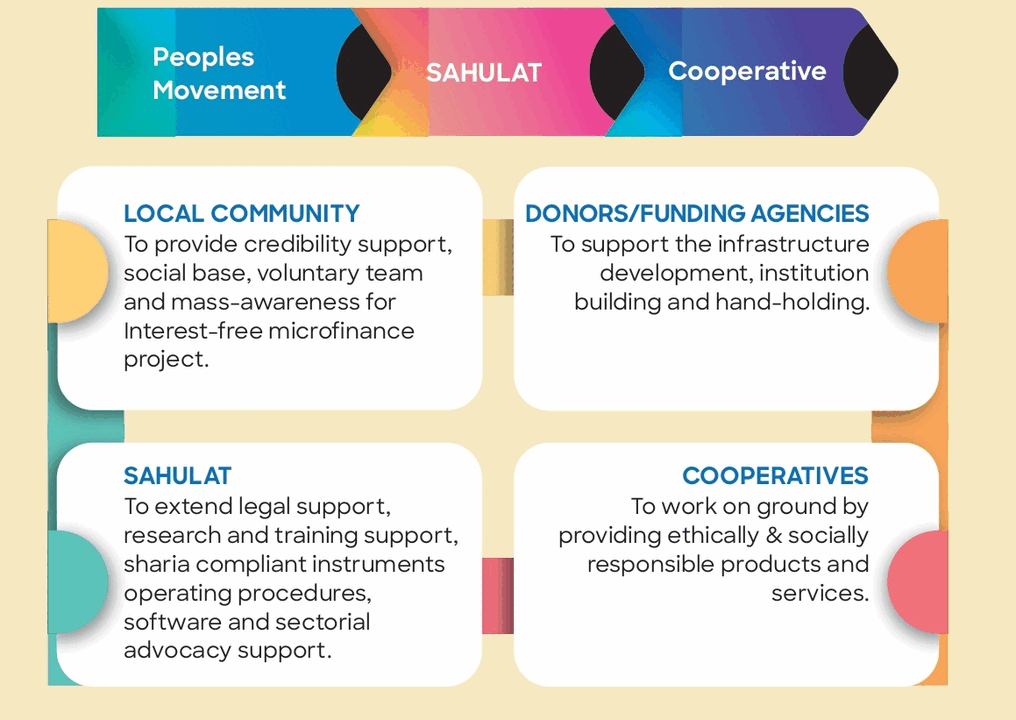 Peoples
Movement
SAHULAT
Cooperative
LOCAL COMMUNITY
To provide credibility support,
social base, voluntary team
and mass-awareness for
Interest-free microfinance
project.
DONORS/FUNDING AGENCIES
To support the infrastructure
development, institution
building and hand-holding.
SAHULAT
To extend legal support,
research and training support,
sharia compliant instruments
operating procedures,
software and sectorial
advocacy support.
COOPERATIVES
To work on ground by
providing ethically & socially
responsible products and
services.